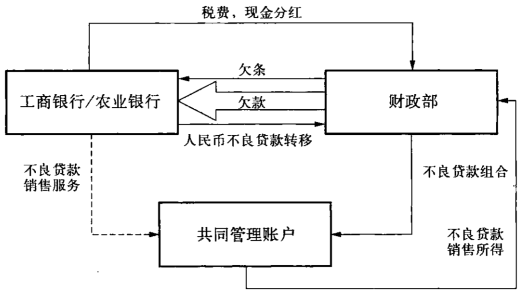 税费，现金分红
欠条
工商银行/农业银行
欠款
财政部
人民币不良贷款转移
不良贷款
销售服务
不良贷款组合
共同管理账户
不良贷款
销售所得